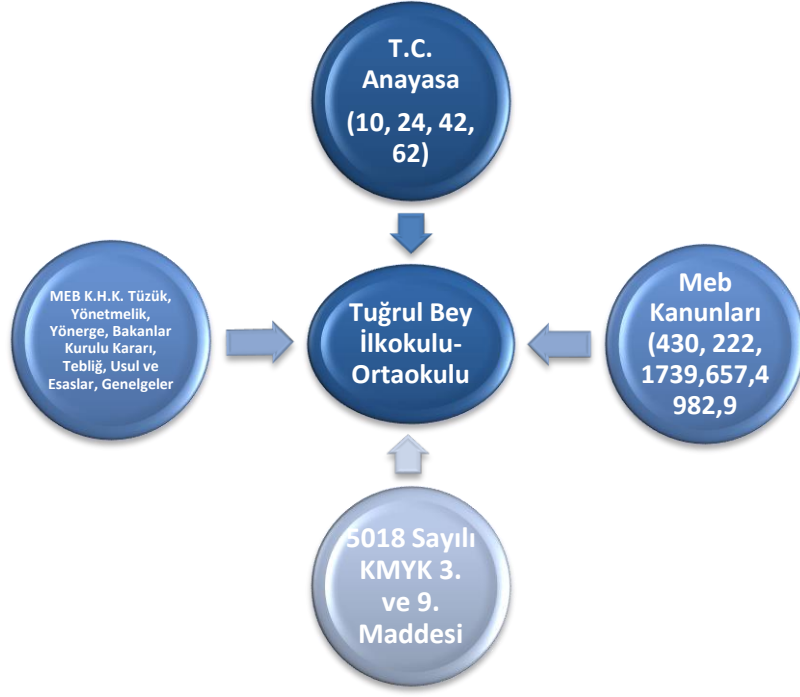 T.C.
Anayasa
(10, 24, 42,
62)
MEB K.H.K. Tüzük,
Yönetmelik,
Yönerge, Bakanlar
Kurulu Kararı,
Tebliğ, Usul ve
Esaslar, Genelgeler
Tuğrul Bey
İlkokulu-
Ortaokulu
Meb
Kanunları
(430, 222,
1739,657,4
982,9
5018 Sayılı
KMYK 3.
ve 9.
Maddesi